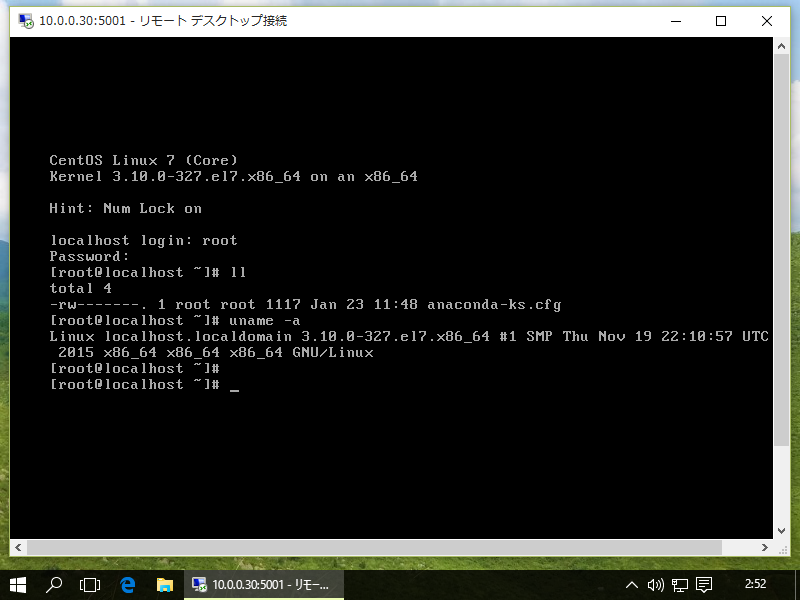 10.0.0.30:5001 - リモート デスクトップ接続
CentOS Linux 7 (Core)
Kernel 3.10.0-327.el7.x86_64 on an x86_64
Hint: Num Lock on
localhost login: root
Password:
[root@localhost ~]# ll
total 4
-rw-------. 1 root root 1117 Jan 23 11:48 anaconda-ks.cfg
[root@localhost ~]# uname -a
Linux localhost.localdomain 3.10.0-327.el7.x86_64 #1 SMP Thu Nov 19 22:10:57 UTC
2015 x86_64 x86_64 x86_64 GNU/Linux
[root@localhost ~]#
[root@localhost ~]# _
10.0.0.30:5001 - リモー...
2:52